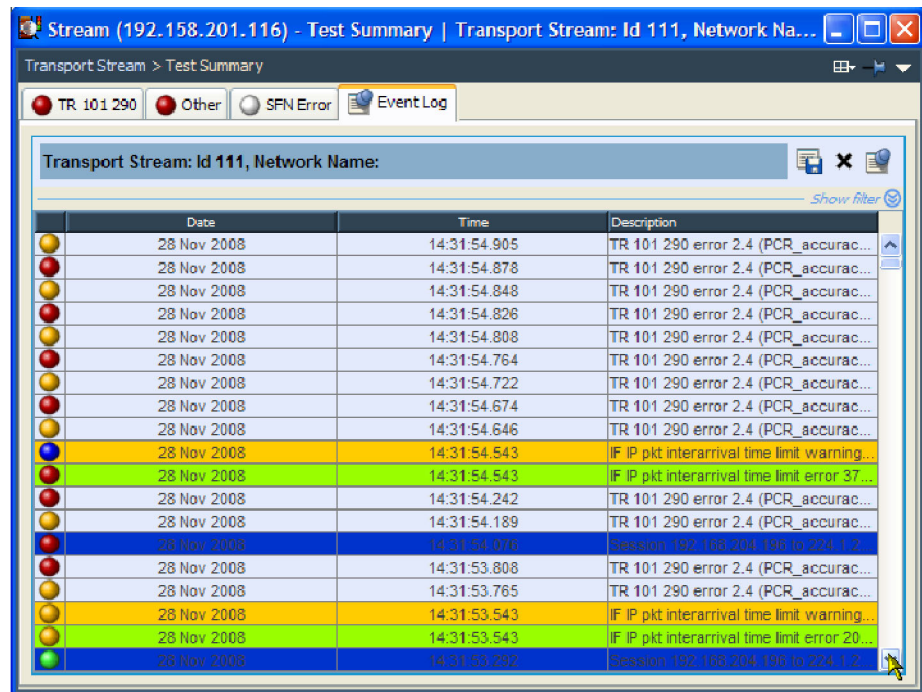 Stream (192.158.201.116) - Test Summary | Transport Stream: Id 111, Network Na...
Transport Stream > Test Summary
TR 101 290 Other SFN Error Event Log
Transport Stream: Id 111, Network Name:
Show filter
Date Time Description
28 Nov 2008 14:31:54.905 TR 101 290 error 2.4 (PCR_accurac...
28 Nov 2008 14:31:54.878 TR 101 290 error 2.4 (PCR_accurac...
28 Nov 2008 14:31:54.848 TR 101 290 error 2.4 (PCR_accurac...
28 Nov 2008 14:31:54.826 TR 101 290 error 2.4 (PCR_accurac...
28 Nov 2008 14:31:54.808 TR 101 290 error 2.4 (PCR_accurac...
28 Nov 2008 14:31:54.764 TR 101 290 error 2.4 (PCR_accurac...
28 Nov 2008 14:31:54.722 TR 101 290 error 2.4 (PCR_accurac...
28 Nov 2008 14:31:54.674 TR 101 290 error 2.4 (PCR_accurac...
28 Nov 2008 14:31:54.646 TR 101 290 error 2.4 (PCR_accurac...
28 Nov 2008 14:31:54.543 IF IP pkt interarrival time limit warning...
28 Nov 2008 14:31:54.543 IF IP pkt interarrival time limit error 37...
28 Nov 2008 14:31:54.242 TR 101 290 error 2.4 (PCR_accurac...
28 Nov 2008 14:31:54.189 TR 101 290 error 2.4 (PCR_accurac...
28 Nov 2008 14:31:54.076 Session 192.168.204.196 to 224.1.2...
28 Nov 2008 14:31:53.808 TR 101 290 error 2.4 (PCR_accurac...
28 Nov 2008 14:31:53.765 TR 101 290 error 2.4 (PCR_accurac...
28 Nov 2008 14:31:53.543 IF IP pkt interarrival time limit warning...
28 Nov 2008 14:31:53.543 IF IP pkt interarrival time limit error 20...
28 Nov 2008 14:31:53.292 Session 192.168.204.196 to 224.1.2...